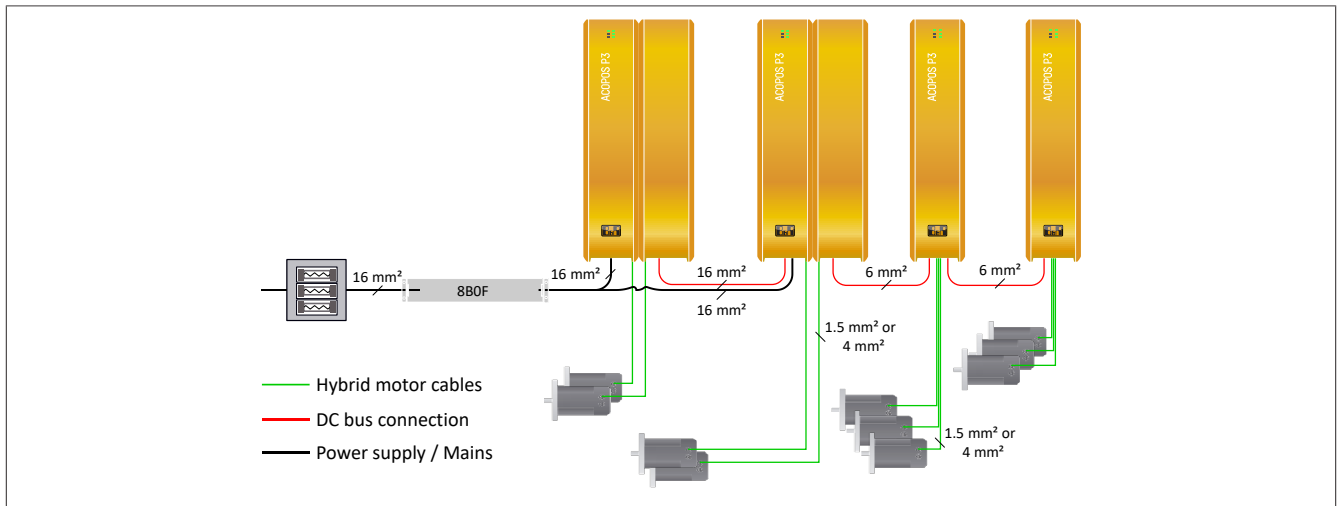 ACOPOS P3
ACOPOS P3
ACOPOS P3
ACOPOS P3
16 mm²
8B0F
16 mm²
16 mm²
16 mm²
6 mm²
6 mm²
1.5 mm² or
4 mm²
Hybrid motor cables
DC bus connection
Power supply / Mains
1.5 mm² or
4 mm²